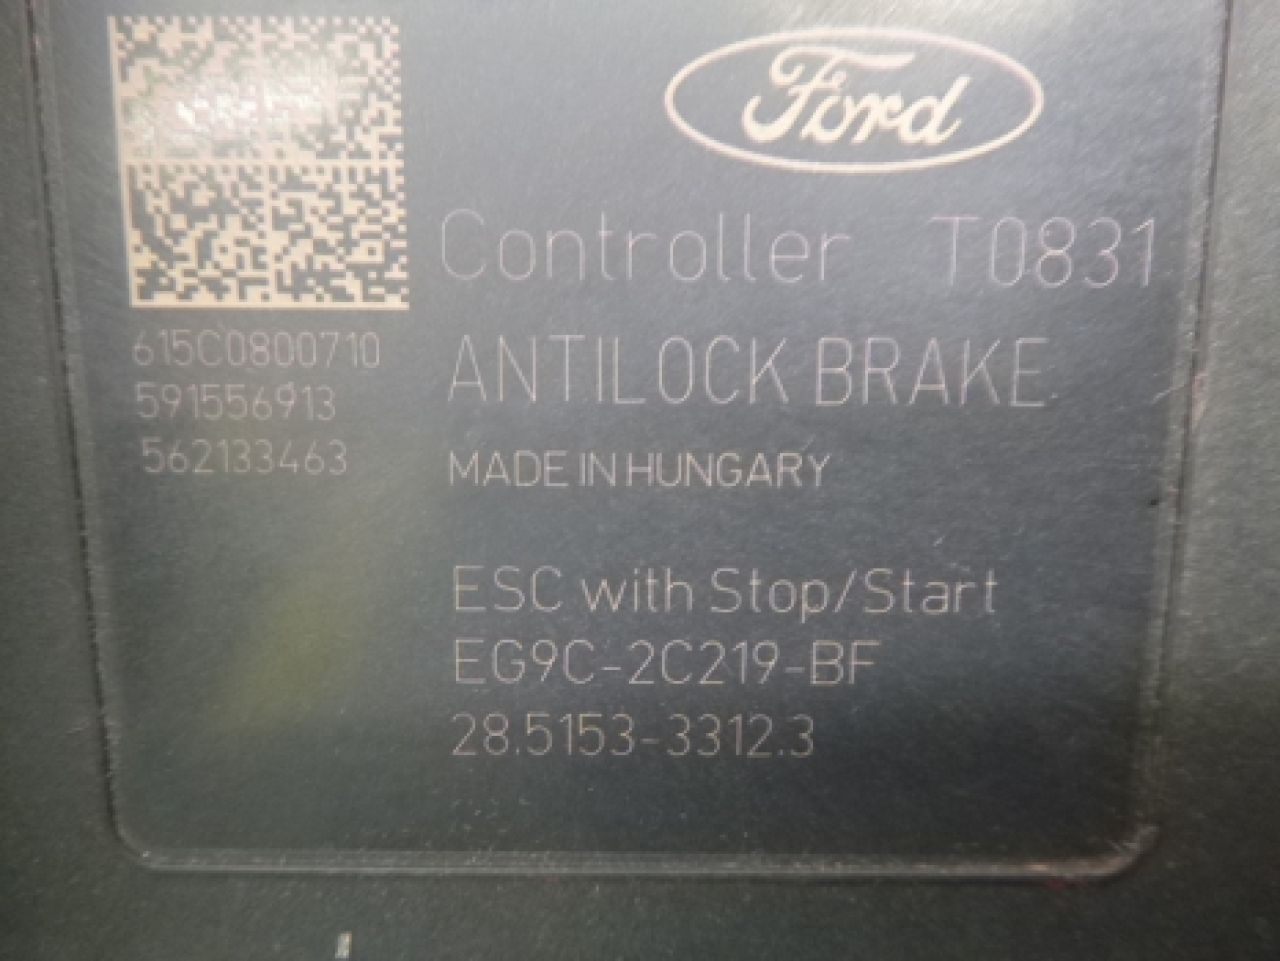 Ford
Controller T0831
615C0800710
591556913
562133463
ANTILOCK BRAKE
MADE IN HUNGARY
ESC with Stop/Start
EG9C-2C219-BF
28.5153-3312.3